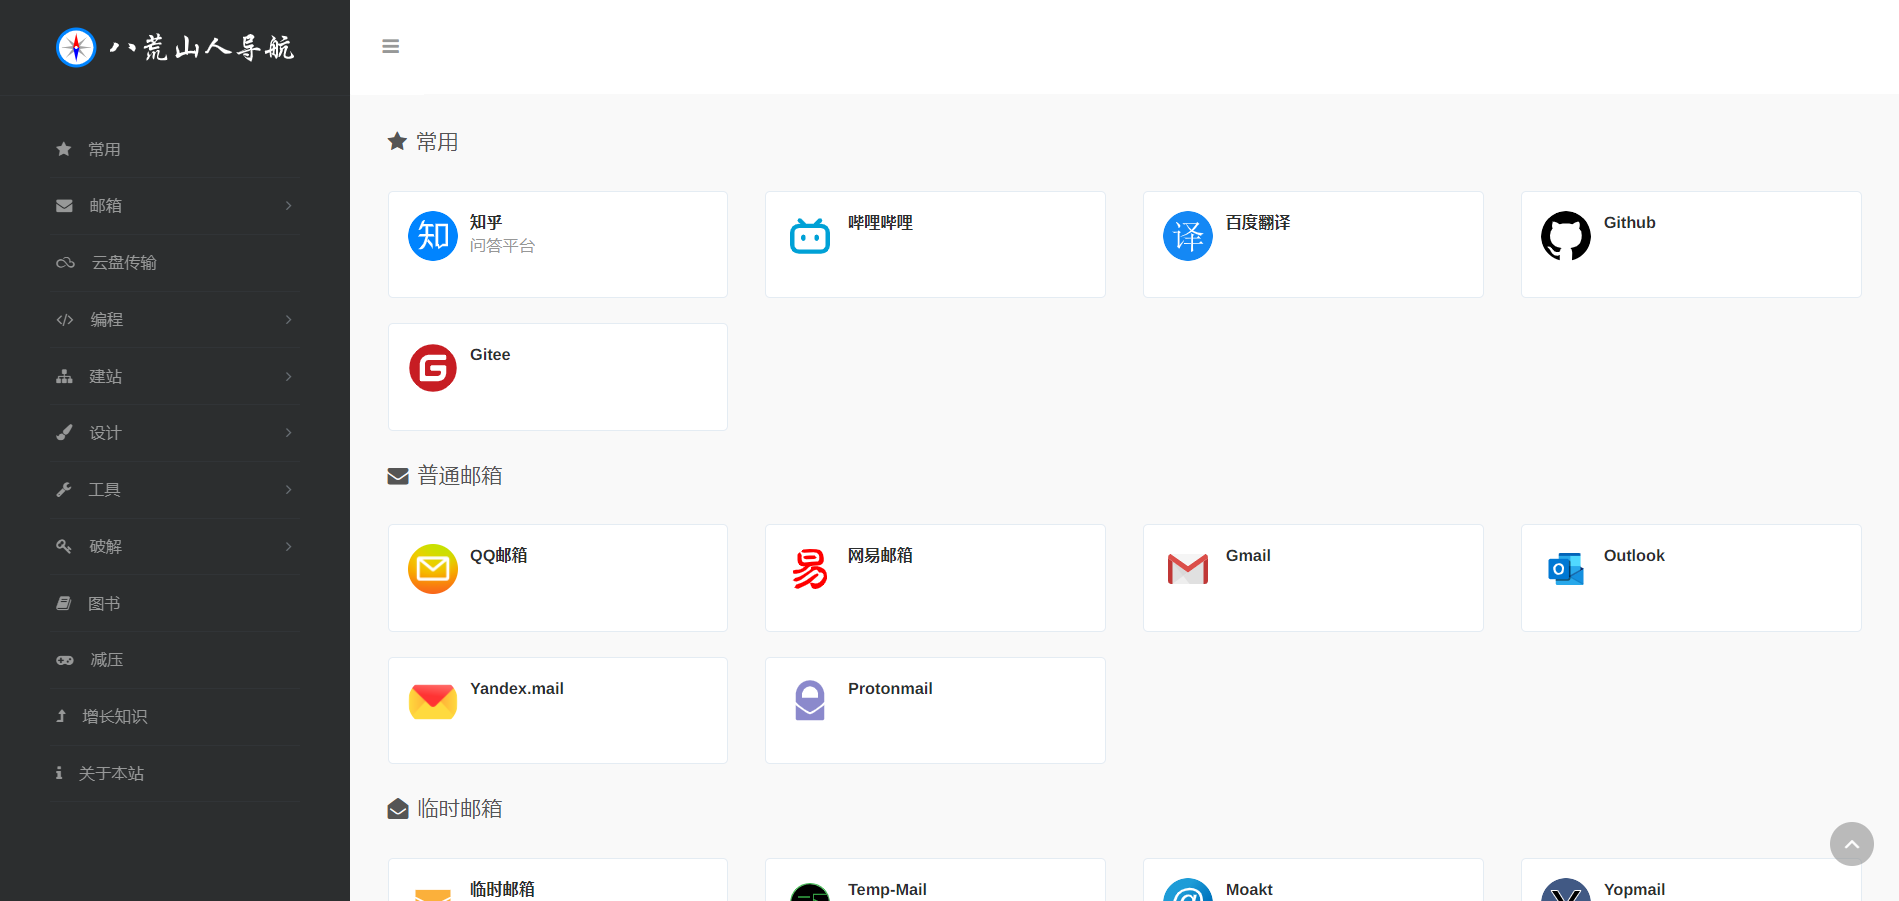 八荒山人导航
常用
邮箱
云盘传输
编程
建站
设计
工具
破解
图书
减压
增长知识
关于本站
常用
知
知乎
问答平台
哔哩哔哩
译
百度翻译
Github
G
Gitee
普通邮箱
QQ邮箱
易
网易邮箱
Gmail
O
Outlook
Yandex.mail
Protonmail
临时邮箱
临时邮箱
Temp-Mail
@
Moakt
Y
Yopmail